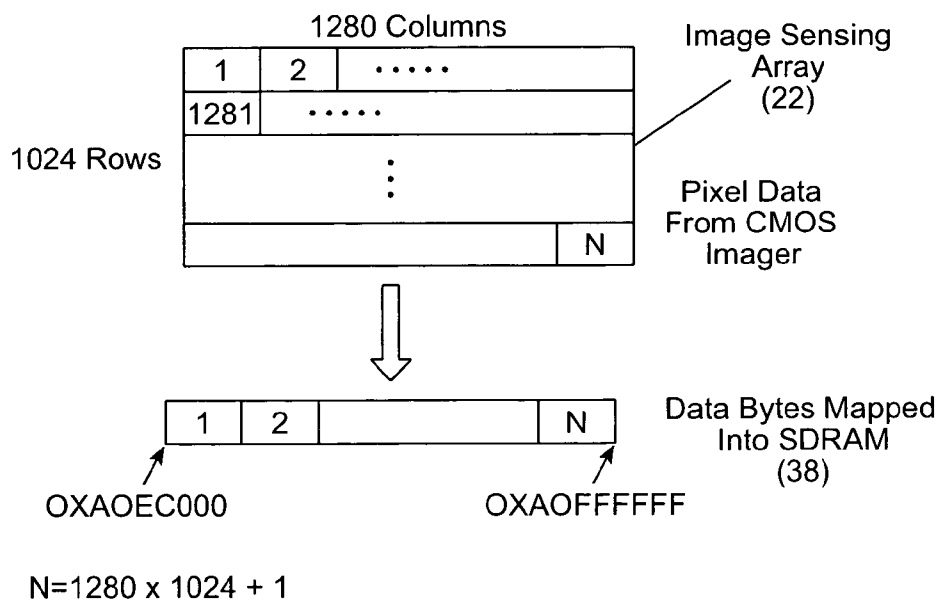 1280 Columns
Image Sensing
Array
(22)
1 2 .....
1281 .....
1024 Rows
Pixel Data
From CMOS
Imager
N
1 2 N
Data Bytes Mapped
Into SDRAM
(38)
OXAOEC000
OXAOFFFFFF
N=1280 x 1024 + 1